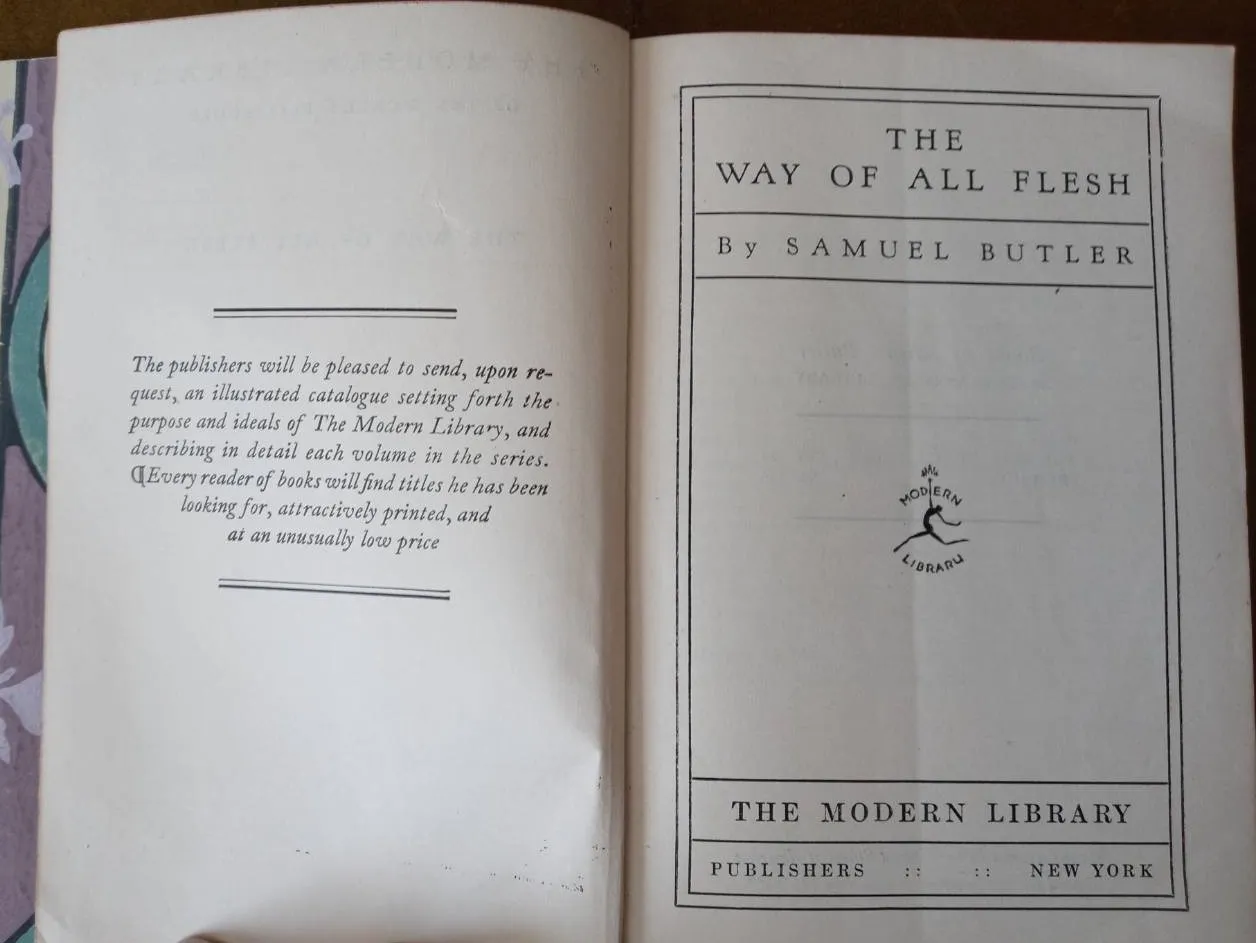 The publishers will be pleased to send, upon re-
quest, an illustrated catalogue setting forth the
purpose and ideals of The Modern Library, and
describing in detail each volume in the series.
¶Every reader of books will find titles he has been
looking for, attractively printed, and
at an unusually low price
THE
WAY OF ALL FLESH
By SAMUEL BUTLER
MODERN
LIBRARY
THE MODERN LIBRARY
PUBLISHERS :: :: NEW YORK